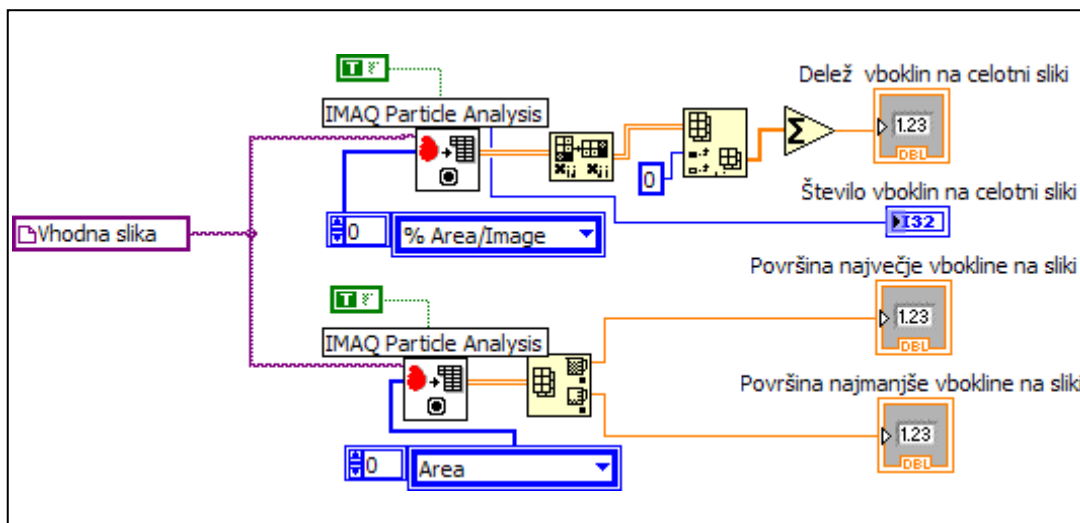 Delež vboklin na celotni sliki
T
IMAQ Particle Analysis
1.23
DBL
0
Število vboklin na celotni sliki
I32
Vhodna slika
0
% Area/Image
Površina največje vbokline na sliki
T
1.23
DBL
IMAQ Particle Analysis
Površina najmanjše vbokline na sliki
1.23
DBL
0
Area